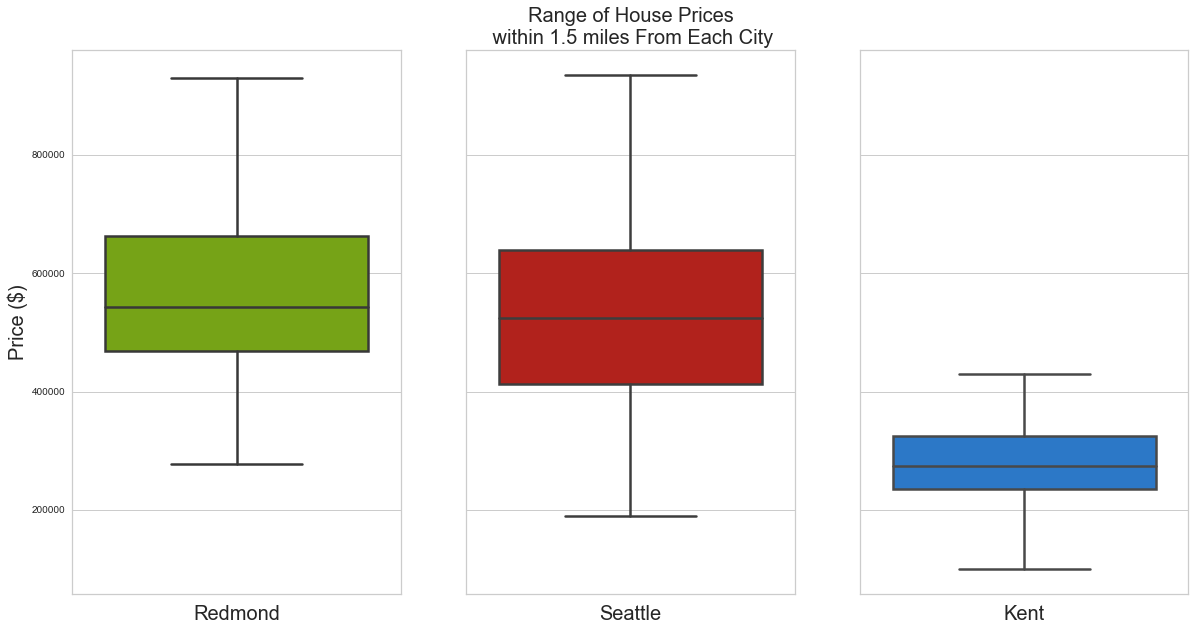 Range of House Prices
within 1.5 miles From Each City
Price ($)
800000
600000
400000
200000
Redmond
Seattle
Kent